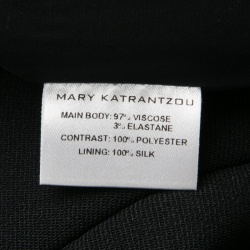 MARY KATRANTZOU
MAIN BODY: 97% VISCOSE
3% ELASTANE
CONTRAST: 100% POLYESTER
LINING: 100% SILK